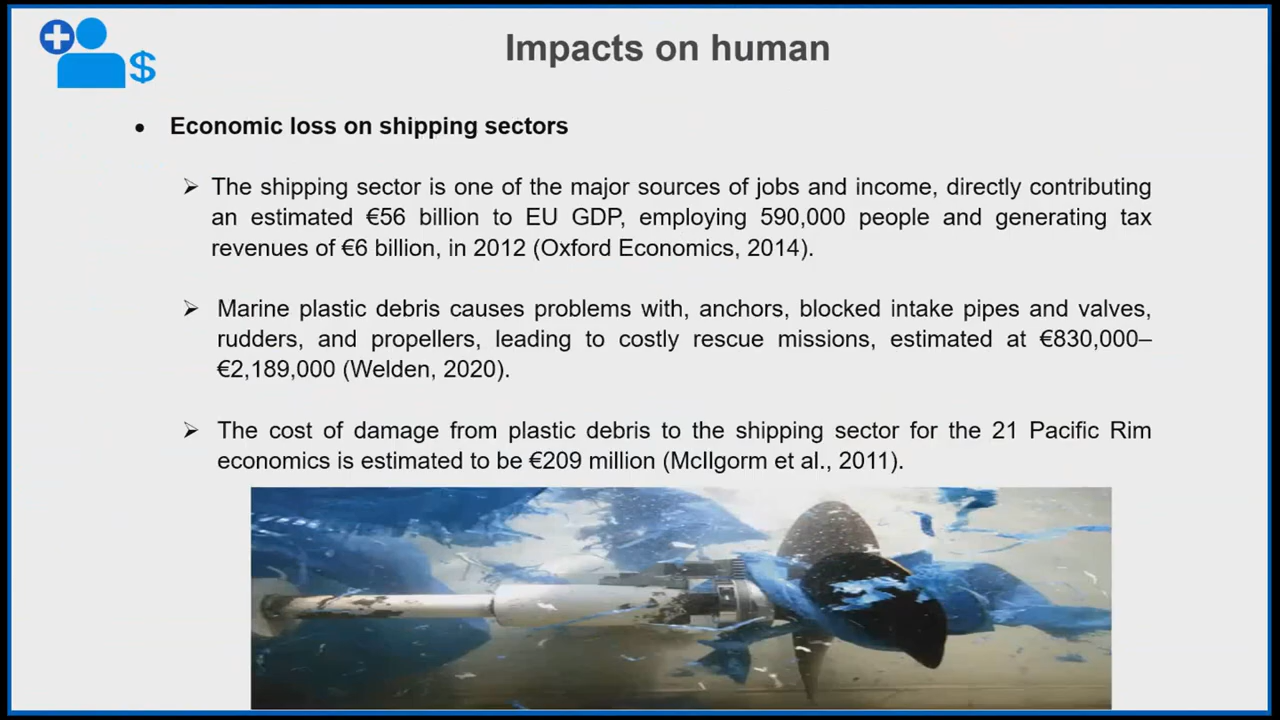 Impacts on human
• Economic loss on shipping sectors
➢ The shipping sector is one of the major sources of jobs and income, directly contributing
an estimated €56 billion to EU GDP, employing 590,000 people and generating tax
revenues of €6 billion, in 2012 (Oxford Economics, 2014).
➢ Marine plastic debris causes problems with, anchors, blocked intake pipes and valves,
rudders, and propellers, leading to costly rescue missions, estimated at €830,000–
€2,189,000 (Welden, 2020).
➢ The cost of damage from plastic debris to the shipping sector for the 21 Pacific Rim
economics is estimated to be €209 million (McIlgorm et al., 2011).